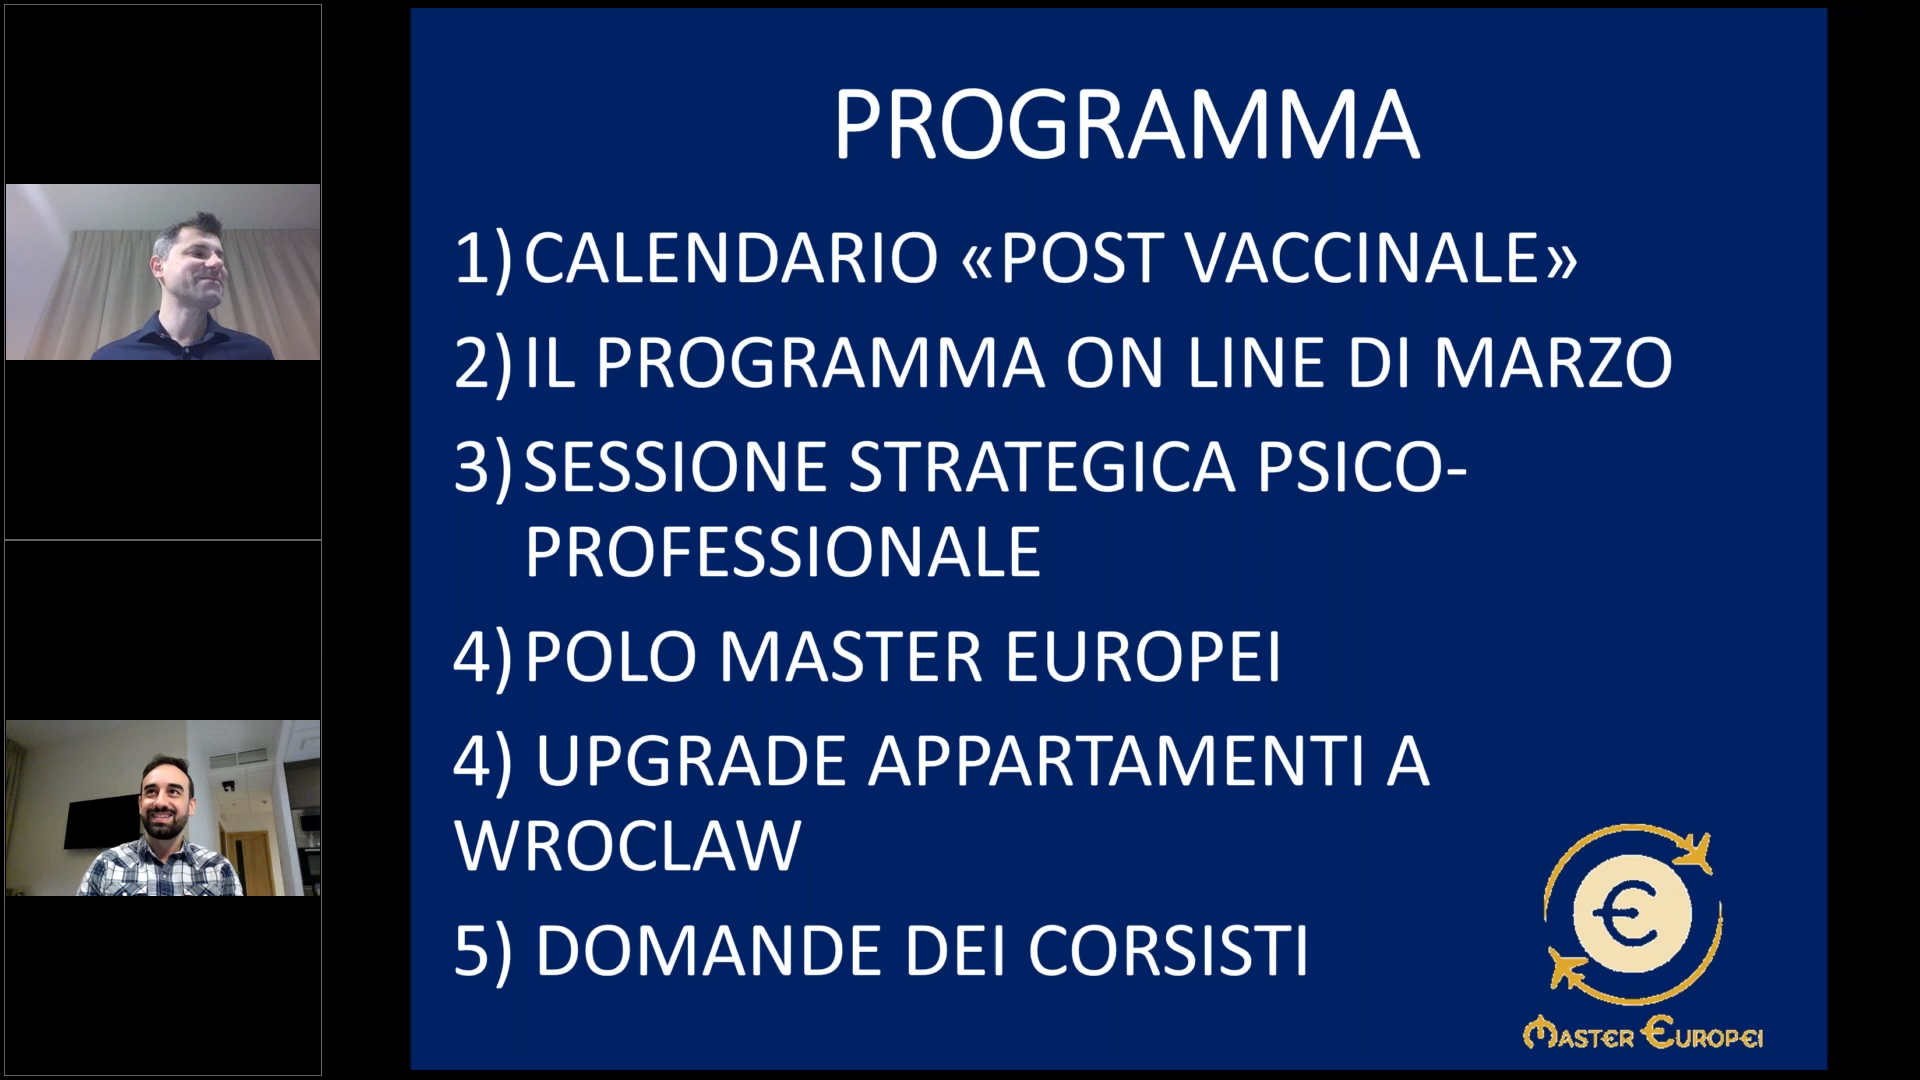 PROGRAMMA
1) CALENDARIO «POST VACCINALE»
2) IL PROGRAMMA ON LINE DI MARZO
3) SESSIONE STRATEGICA PSICO-
PROFESSIONALE
4) POLO MASTER EUROPEI
4) UPGRADE APPARTAMENTI A
WROCLAW
5) DOMANDE DEI CORSISTI
€
MASTER EUROPEI